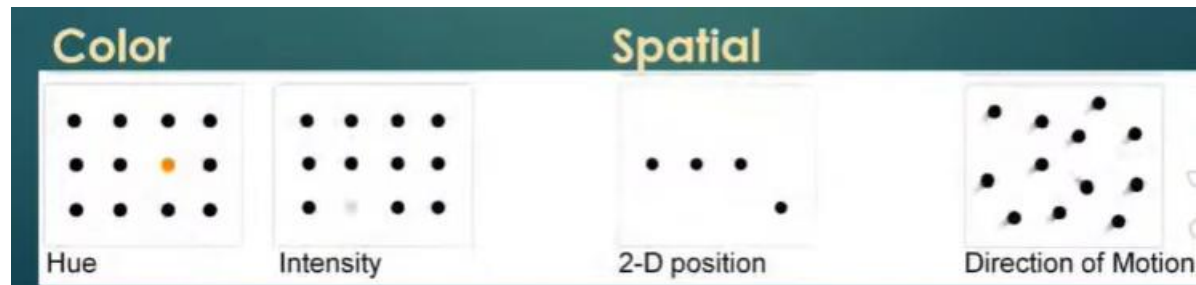 Color
Spatial
Hue
Intensity
2-D position
Direction of Motion